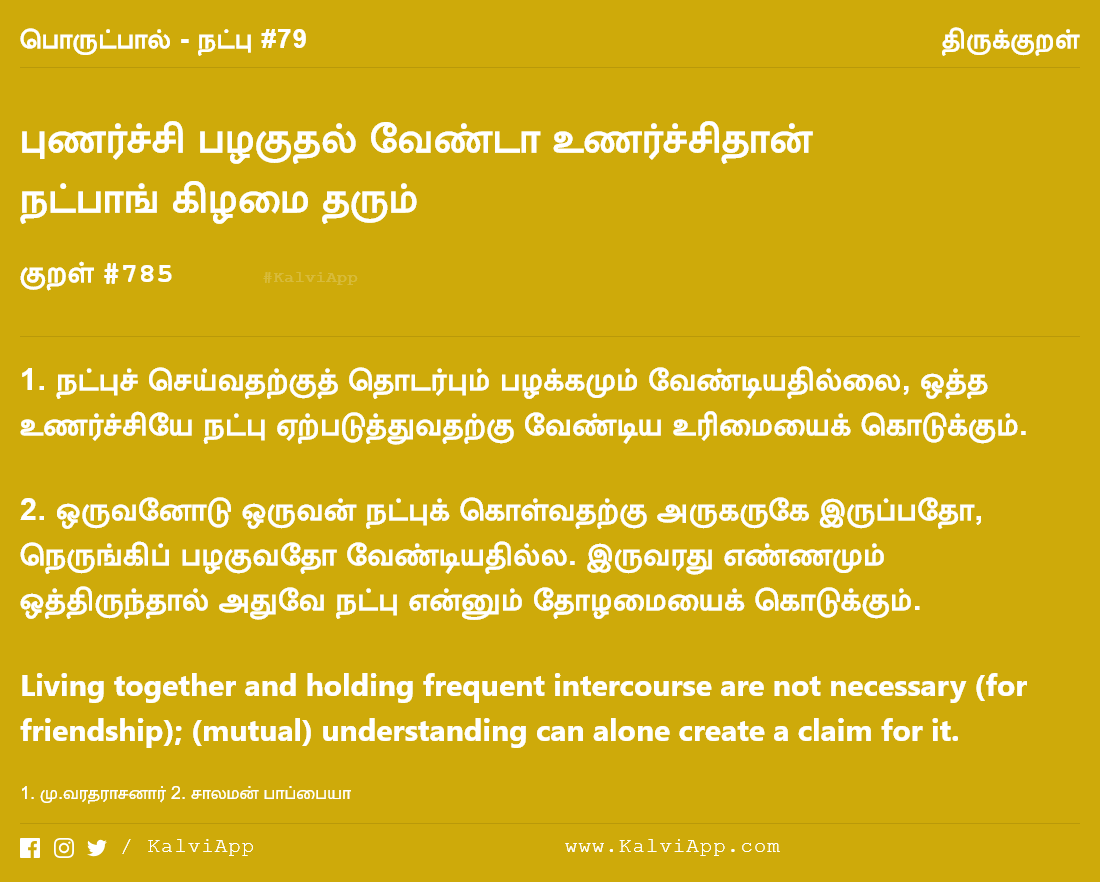 பொருட்பால் - நட்பு #79
திருக்குறள்
புணர்ச்சி பழகுதல் வேண்டா உணர்ச்சிதான்
நட்பாங் கிழமை தரும்
குறள் #785
#KalviApp
1. நட்புச் செய்வதற்குத் தொடர்பும் பழக்கமும் வேண்டியதில்லை, ஒத்த
உணர்ச்சியே நட்பு ஏற்படுத்துவதற்கு வேண்டிய உரிமையைக் கொடுக்கும்.
2. ஒருவனோடு ஒருவன் நட்புக் கொள்வதற்கு அருகருகே இருப்பதோ,
நெருங்கிப் பழகுவதோ வேண்டியதில்ல. இருவரது எண்ணமும்
ஒத்திருந்தால் அதுவே நட்பு என்னும் தோழமையைக் கொடுக்கும்.
Living together and holding frequent intercourse are not necessary (for
friendship); (mutual) understanding can alone create a claim for it.
1. மு.வரதராசனார் 2. சாலமன் பாப்பையா
/ KalviApp
www.KalviApp.com